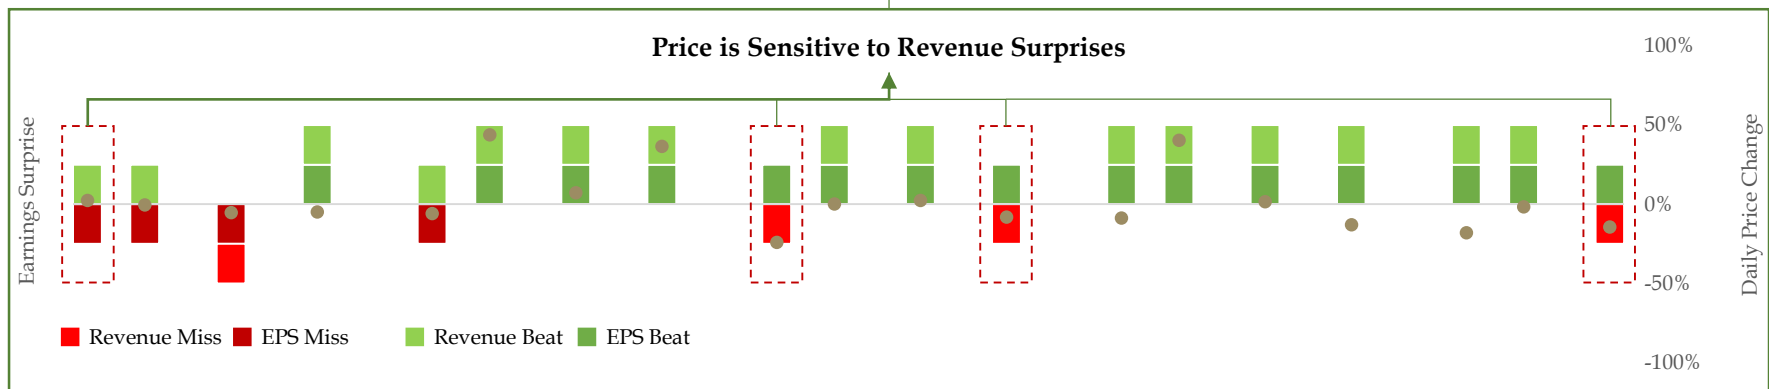 Price is Sensitive to Revenue Surprises
Earnings Surprise
100%
50%
0%
-50%
-100%
Daily Price Change
Revenue Miss
EPS Miss
Revenue Beat
EPS Beat